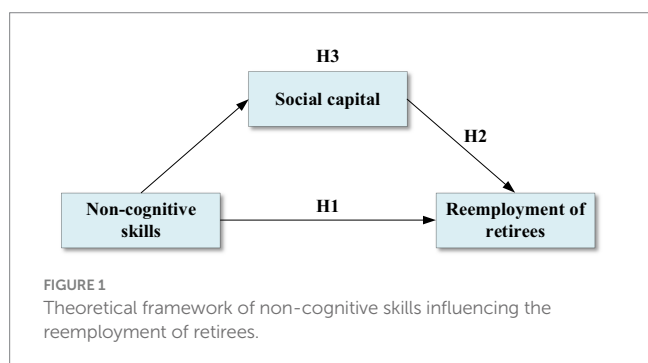 H3
Social capital
H2
Non-cognitive
skills
H1
Reemployment of
retirees
FIGURE 1
Theoretical framework of non-cognitive skills influencing the
reemployment of retirees.